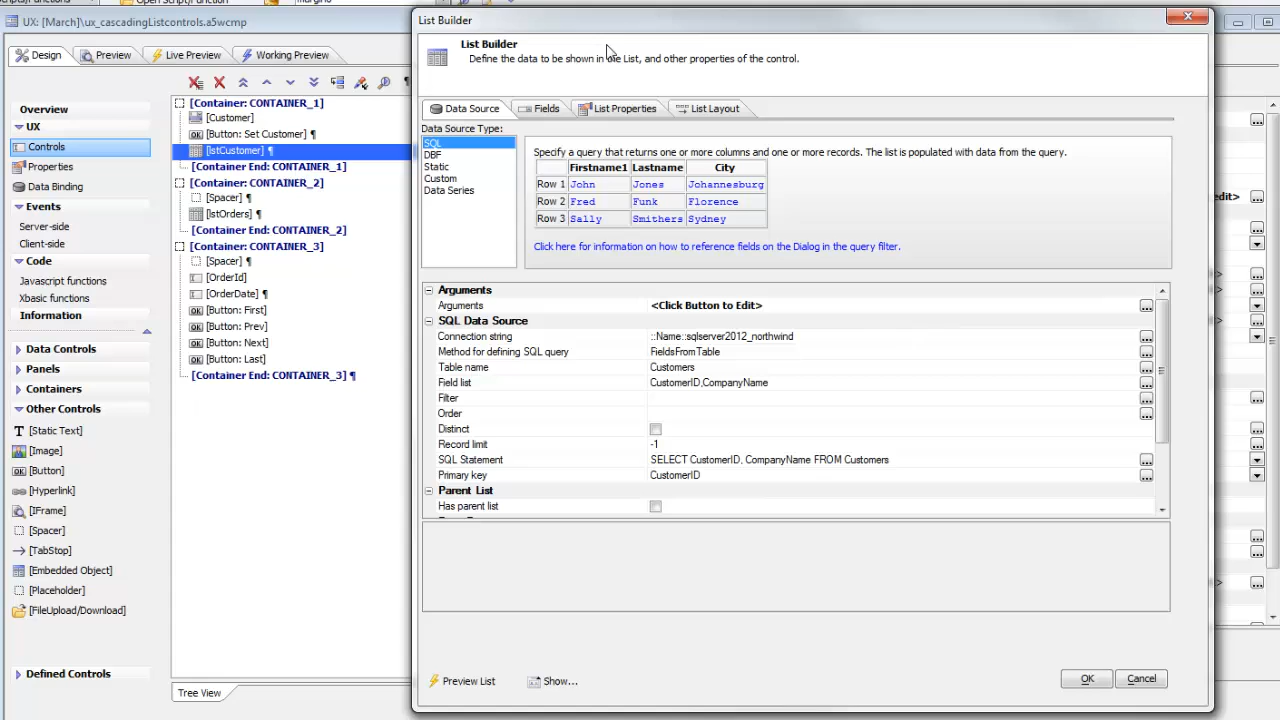 Open Script/Function
UX: [March]\ux_cascadingListcontrols.a5wcmp
Design
Preview
Live Preview
Working Preview
Overview
UX
Controls
Properties
Data Binding
Events
Server-side
Client-side
Code
Javascript functions
Xbasic functions
Information
Data Controls
Panels
Containers
Other Controls
[Static Text]
[Image]
[Button]
[Hyperlink]
[IFrame]
[Spacer]
[TabStop]
[Embedded Object]
[Placeholder]
[FileUpload/Download]
Defined Controls
[Container: CONTAINER_1]
[Customer]
[Button: Set Customer] ¶
[lstCustomer] ¶
[Container End: CONTAINER_1]
[Container: CONTAINER_2]
[Spacer] ¶
[lstOrders] ¶
[Container End: CONTAINER_2]
[Container: CONTAINER_3]
[Spacer] ¶
[OrderId]
[OrderDate] ¶
[Button: First]
[Button: Prev]
[Button: Next]
[Button: Last]
[Container End: CONTAINER_3] ¶
Tree View
List Builder
List Builder
Define the data to be shown in the List, and other properties of the control.
Data Source
Fields
List Properties
List Layout
Data Source Type:
SQL
DBF
Static
Custom
Data Series
Specify a query that returns one or more columns and one or more records. The list is populated with data from the query.
Firstname1 Lastname City
Row 1 John Jones Johannesburg
Row 2 Fred Funk Florence
Row 3 Sally Smithers Sydney
Click here for information on how to reference fields on the Dialog in the query filter.
Arguments
Arguments <Click Button to Edit>
SQL Data Source
Connection string ::Name::sqlserver2012_northwind
Method for defining SQL query FieldsFromTable
Table name Customers
Field list CustomerID,CompanyName
Filter
Order
Distinct
Record limit -1
SQL Statement SELECT CustomerID, CompanyName FROM Customers
Primary key CustomerID
Parent List
Has parent list
Preview List
Show...
OK
Cancel